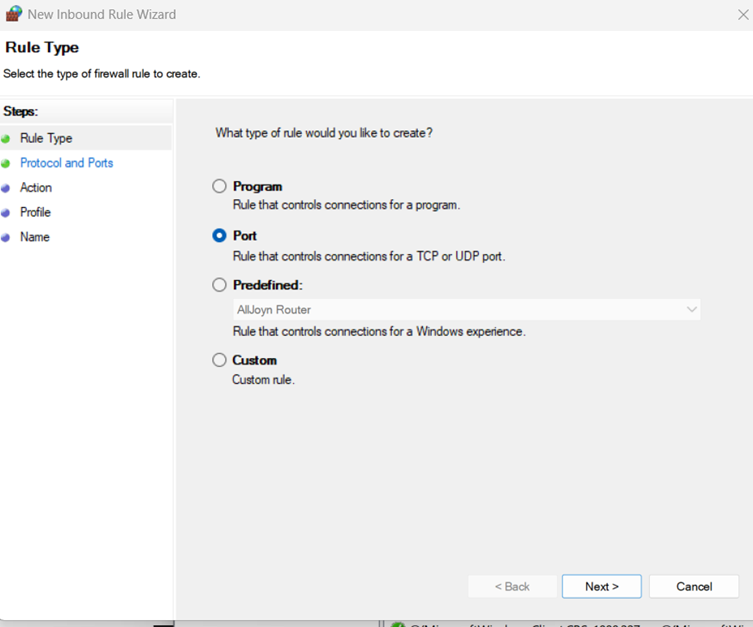 New Inbound Rule Wizard
Rule Type
Select the type of firewall rule to create.
Steps:
Rule Type
Protocol and Ports
Action
Profile
Name
What type of rule would you like to create?
Program
Rule that controls connections for a program.
Port
Rule that controls connections for a TCP or UDP port.
Predefined:
AllJoyn Router
Rule that controls connections for a Windows experience.
Custom
Custom rule.
< Back
Next >
Cancel